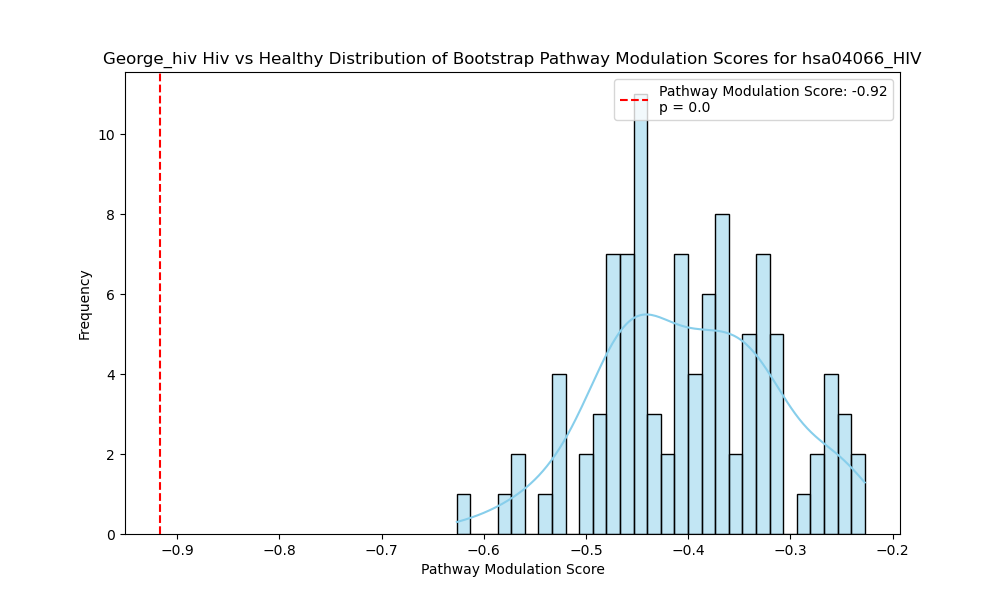 George_hiv Hiv vs Healthy Distribution of Bootstrap Pathway Modulation Scores for hsa04066_HIV
Pathway Modulation Score: -0.92
p = 0.0
Frequency
10
8
6
4
2
0
−0.9
−0.8
−0.7
−0.6
−0.5
−0.4
−0.3
−0.2
Pathway Modulation Score